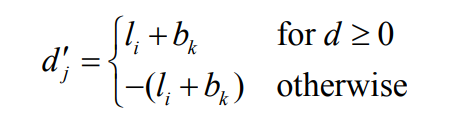 d′_j = { l_i + b_k for d ≥ 0
−(l_i + b_k) otherwise